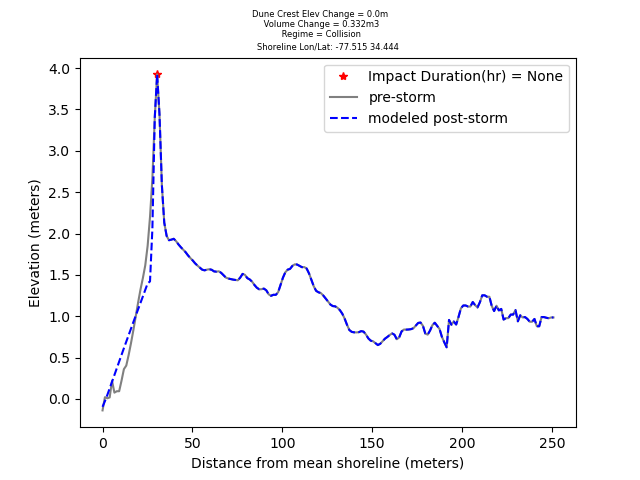 Dune Crest Elev Change = 0.0m
Volume Change = 0.332m3
Regime = Collision
Shoreline Lon/Lat: -77.515 34.444
Impact Duration(hr) = None
pre-storm
modeled post-storm
Elevation (meters)
4.0
3.5
3.0
2.5
2.0
1.5
1.0
0.5
0.0
0 50 100 150 200 250
Distance from mean shoreline (meters)